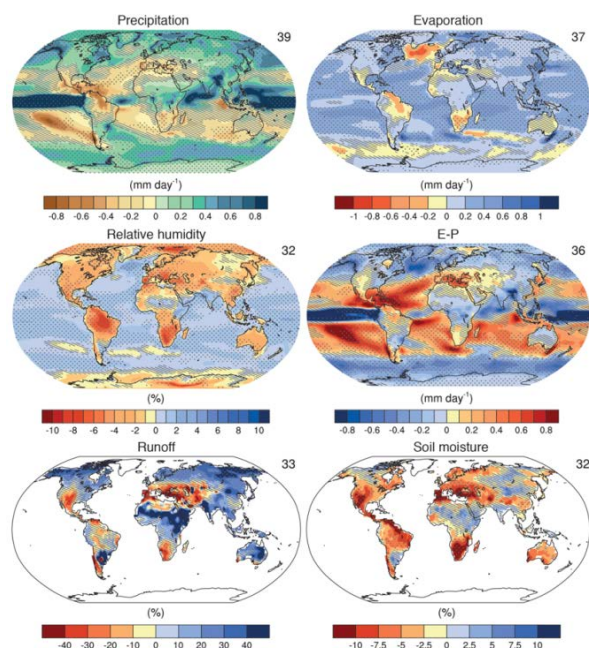 Precipitation
39
Evaporation
37
(mm day-1)
-0.8 -0.6 -0.4 -0.2 0 0.2 0.4 0.6 0.8
(mm day-1)
-1 -0.8 -0.6 -0.4 -0.2 0 0.2 0.4 0.6 0.8 1
Relative humidity
32
E-P
36
(%)
-10 -8 -6 -4 -2 0 2 4 6 8 10
(mm day-1)
-0.8 -0.6 -0.4 -0.2 0 0.2 0.4 0.6 0.8
Runoff
33
Soil moisture
32
(%)
-40 -30 -20 -10 0 10 20 30 40
(%)
-10 -7.5 -5 -2.5 0 2.5 5 7.5 10